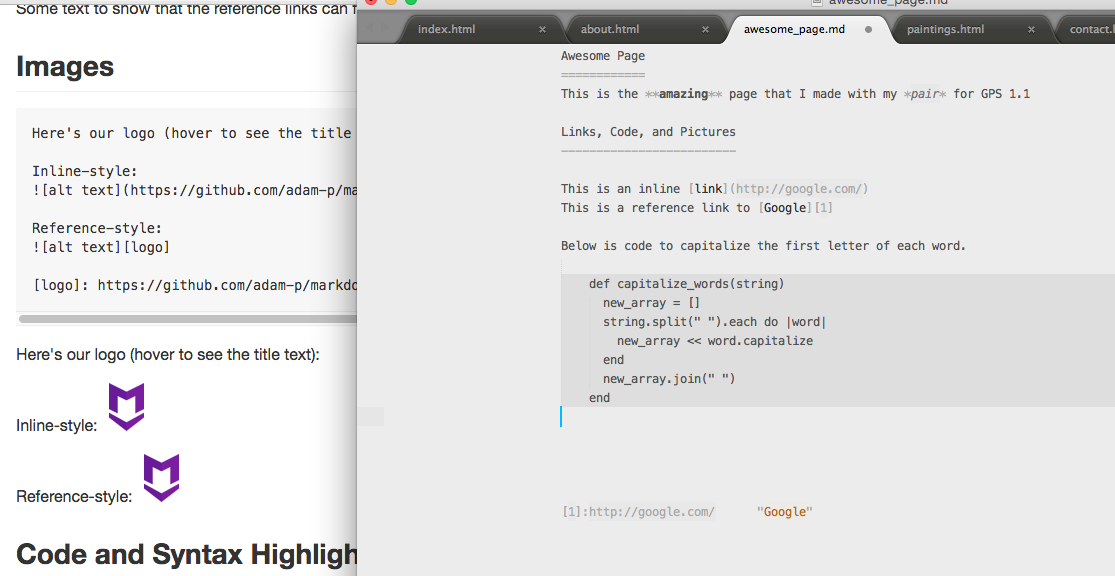 Some text to show that the reference links can f
Images
Here's our logo (hover to see the title
Inline-style:
![alt text](https://github.com/adam-p/ma
Reference-style:
![alt text][logo]
[logo]: https://github.com/adam-p/markdo
Here's our logo (hover to see the title text):
Inline-style:
Reference-style:
Code and Syntax Highligh
awesome_page.md
index.html
about.html
awesome_page.md
paintings.html
contact.
Awesome Page
============
This is the **amazing** page that I made with my *pair* for GPS 1.1
Links, Code, and Pictures
-------------------------
This is an inline [link](http://google.com/)
This is a reference link to [Google][1]
Below is code to capitalize the first letter of each word.
def capitalize_words(string)
new_array = []
string.split(" ").each do |word|
new_array << word.capitalize
end
new_array.join(" ")
end
[1]:http://google.com/ "Google"